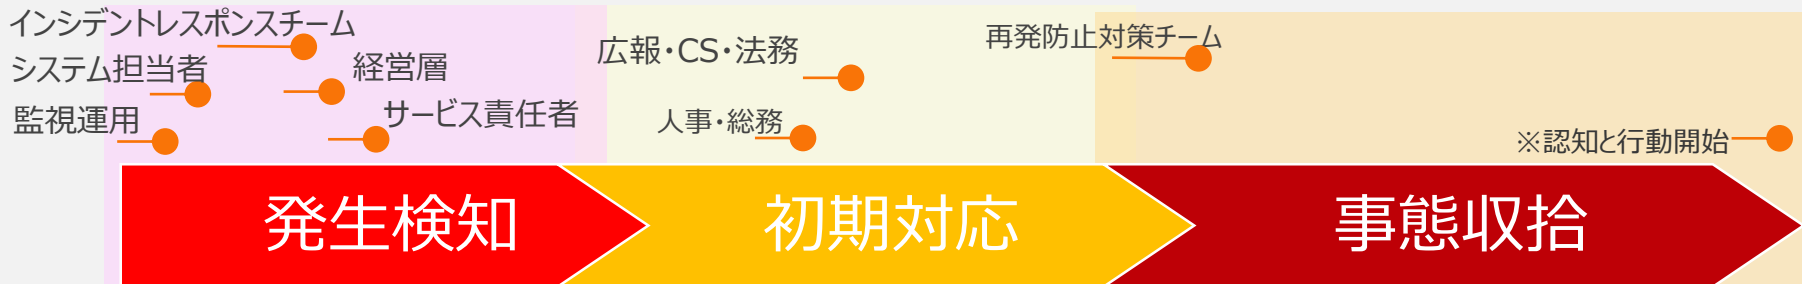 インシデントレスポンスチーム
システム担当者
経営層
監視運用
サービス責任者
広報・CS・法務
人事・総務
再発防止対策チーム
※認知と行動開始
発生検知
初期対応
事態収拾